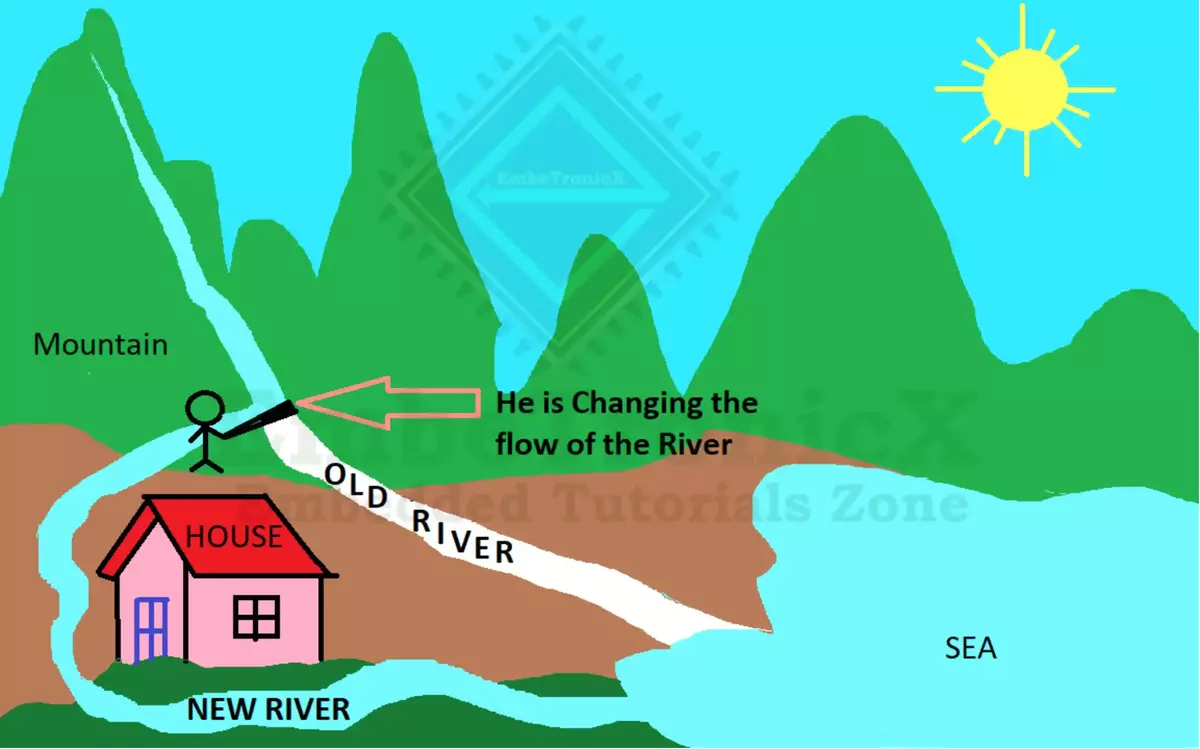 EmbeTronicX
Mountain
He is Changing the
flow of the River
EmbeTronicX
Embedded Tutorials Zone
OLD RIVER
HOUSE
SEA
NEW RIVER